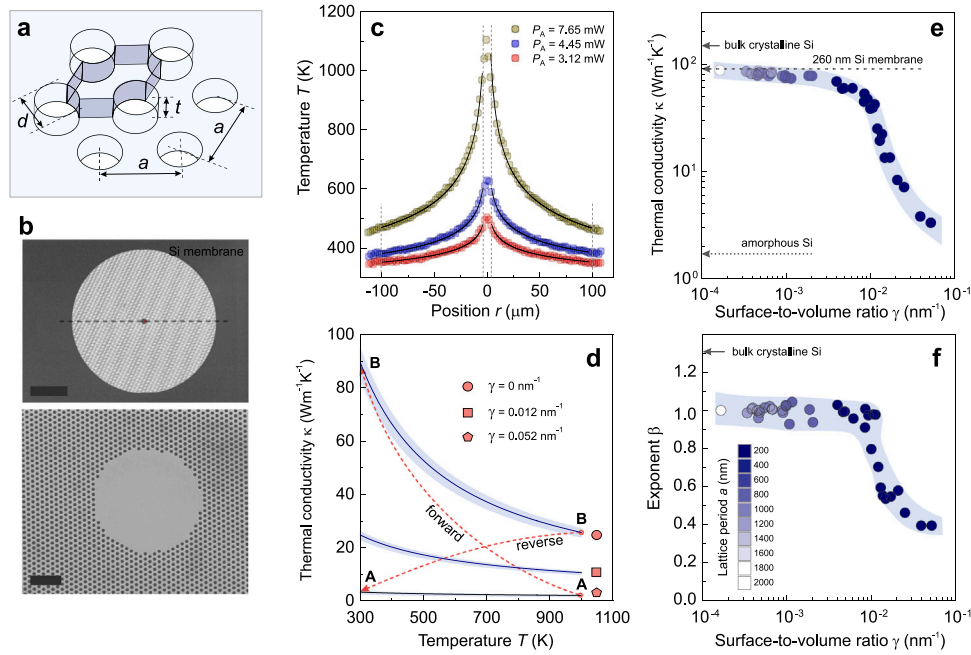 a
d
t
a
a
b
Si membrane
c
Temperature T (K)
1200
1000
800
600
400
P_A = 7.65 mW
P_A = 4.45 mW
P_A = 3.12 mW
-100 -50 0 50 100
Position r (μm)
d
Thermal conductivity κ (Wm⁻¹K⁻¹)
100
80
60
40
20
0
B
γ = 0 nm⁻¹
γ = 0.012 nm⁻¹
γ = 0.052 nm⁻¹
forward
reverse
B
A
A
300 500 700 900 1100
Temperature T (K)
e
Thermal conductivity κ (Wm⁻¹K⁻¹)
10²
10¹
10⁰
bulk crystalline Si
260 nm Si membrane
amorphous Si
10⁻⁴ 10⁻³ 10⁻² 10⁻¹
Surface-to-volume ratio γ (nm⁻¹)
f
Exponent β
1.2
1.0
0.8
0.6
0.4
0.2
0.0
bulk crystalline Si
Lattice period a (nm)
200
400
600
800
1000
1200
1400
1600
2000
10⁻⁴ 10⁻³ 10⁻² 10⁻¹
Surface-to-volume ratio γ (nm⁻¹)